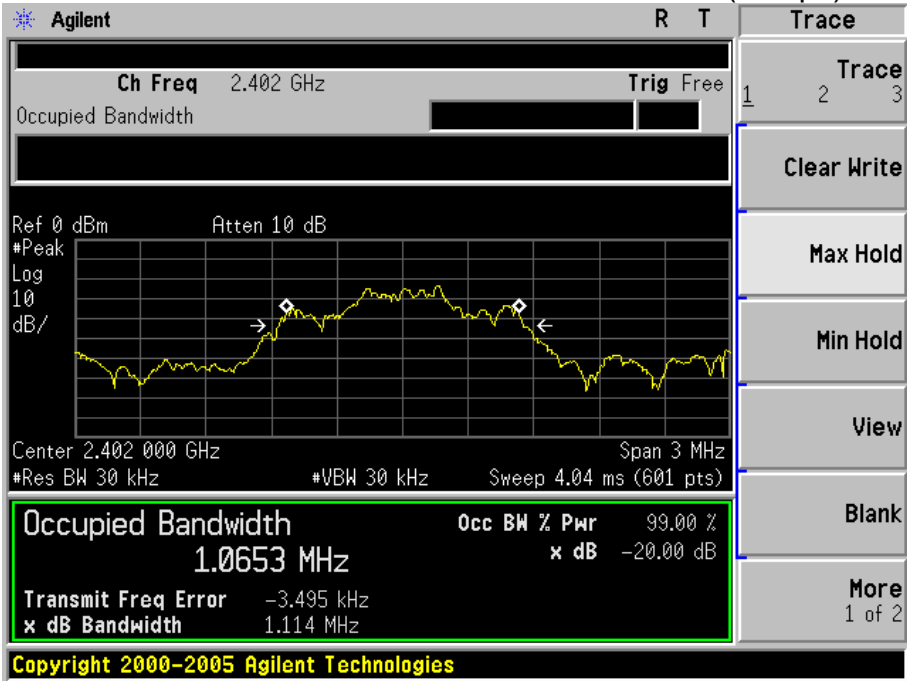 Agilent R T Trace
Ch Freq 2.402 GHz Trig Free
Occupied Bandwidth
Trace
1 2 3
Clear Write
Max Hold
Min Hold
View
Blank
More
1 of 2
Ref 0 dBm Atten 10 dB
#Peak
Log
10
dB/
Center 2.402 000 GHz Span 3 MHz
#Res BW 30 kHz #VBW 30 kHz Sweep 4.04 ms (601 pts)
Occupied Bandwidth Occ BW % Pwr 99.00 %
1.0653 MHz x dB -20.00 dB
Transmit Freq Error -3.495 kHz
x dB Bandwidth 1.114 MHz
Copyright 2000-2005 Agilent Technologies